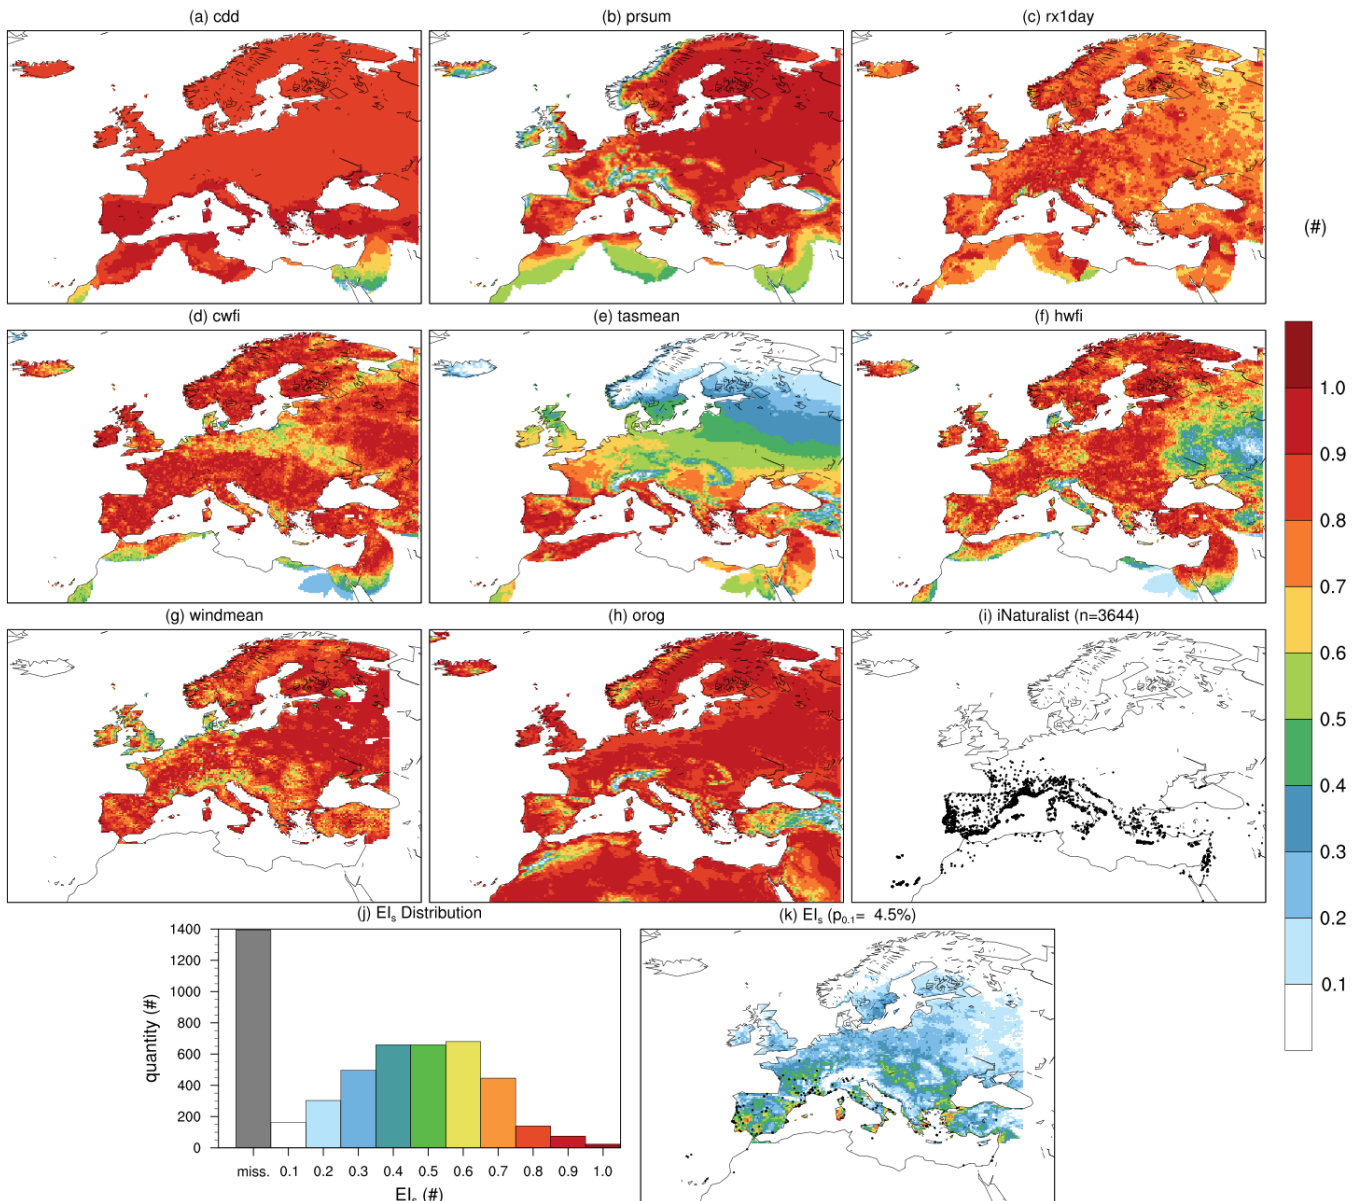 (a) cdd
(b) prsum
(c) rx1day
(#)
(d) cwfi
(e) tasmean
(f) hwfi
1.0
0.9
0.8
0.7
0.6
0.5
0.4
0.3
0.2
0.1
(g) windmean
(h) orog
(i) iNaturalist (n=3644)
(j) EIs Distribution
1400
1200
1000
800
600
400
200
0
quantity (#)
miss. 0.1 0.2 0.3 0.4 0.5 0.6 0.7 0.8 0.9 1.0
EIs (#)
(k) EIs (p0.1= 4.5%)